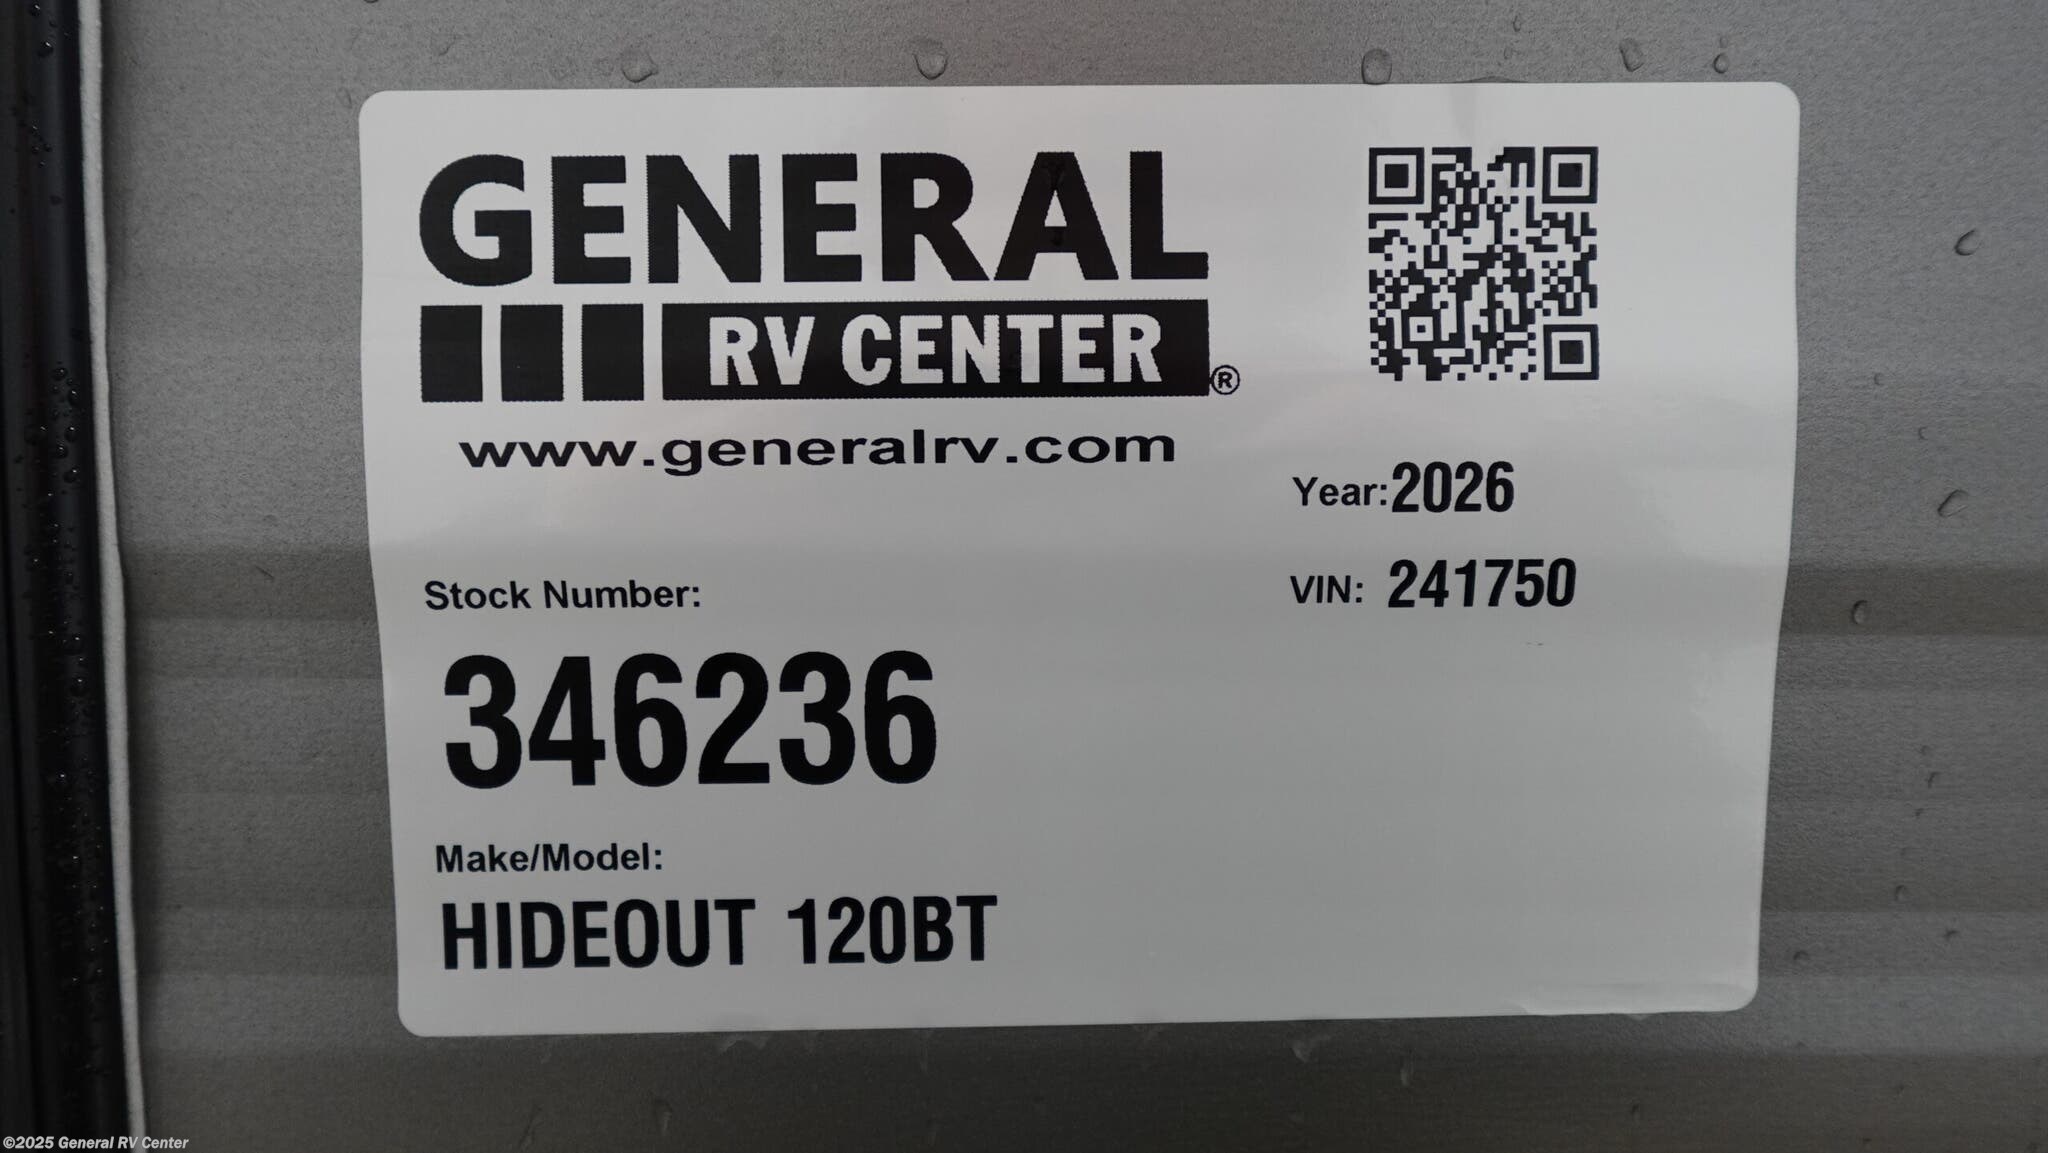 GENERAL
RV CENTER®
www.generalrv.com
Year:2026
VIN: 241750
Stock Number:
346236
Make/Model:
HIDEOUT 120BT
©2025 General RV Center